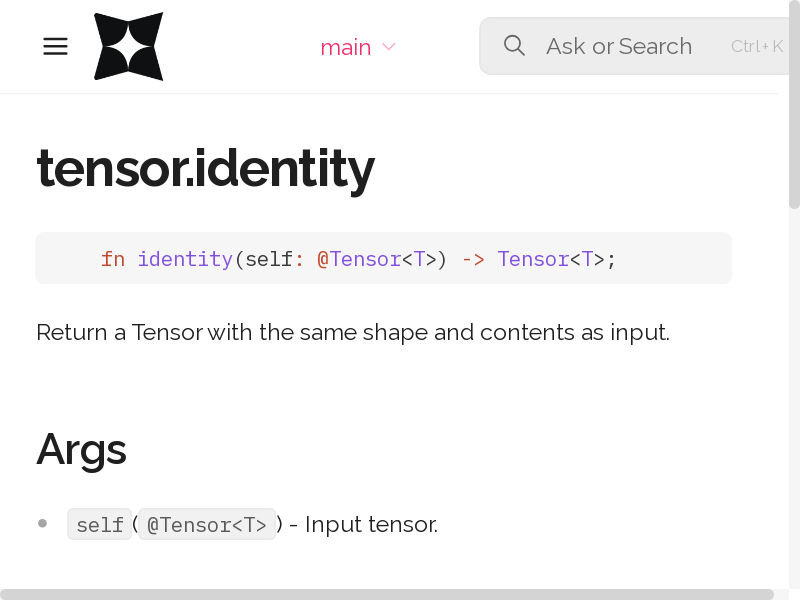 main
Ask or Search
Ctrl+K
tensor.identity
fn identity(self: @Tensor<T>) -> Tensor<T>;
Return a Tensor with the same shape and contents as input.
Args
self(@Tensor<T>) - Input tensor.